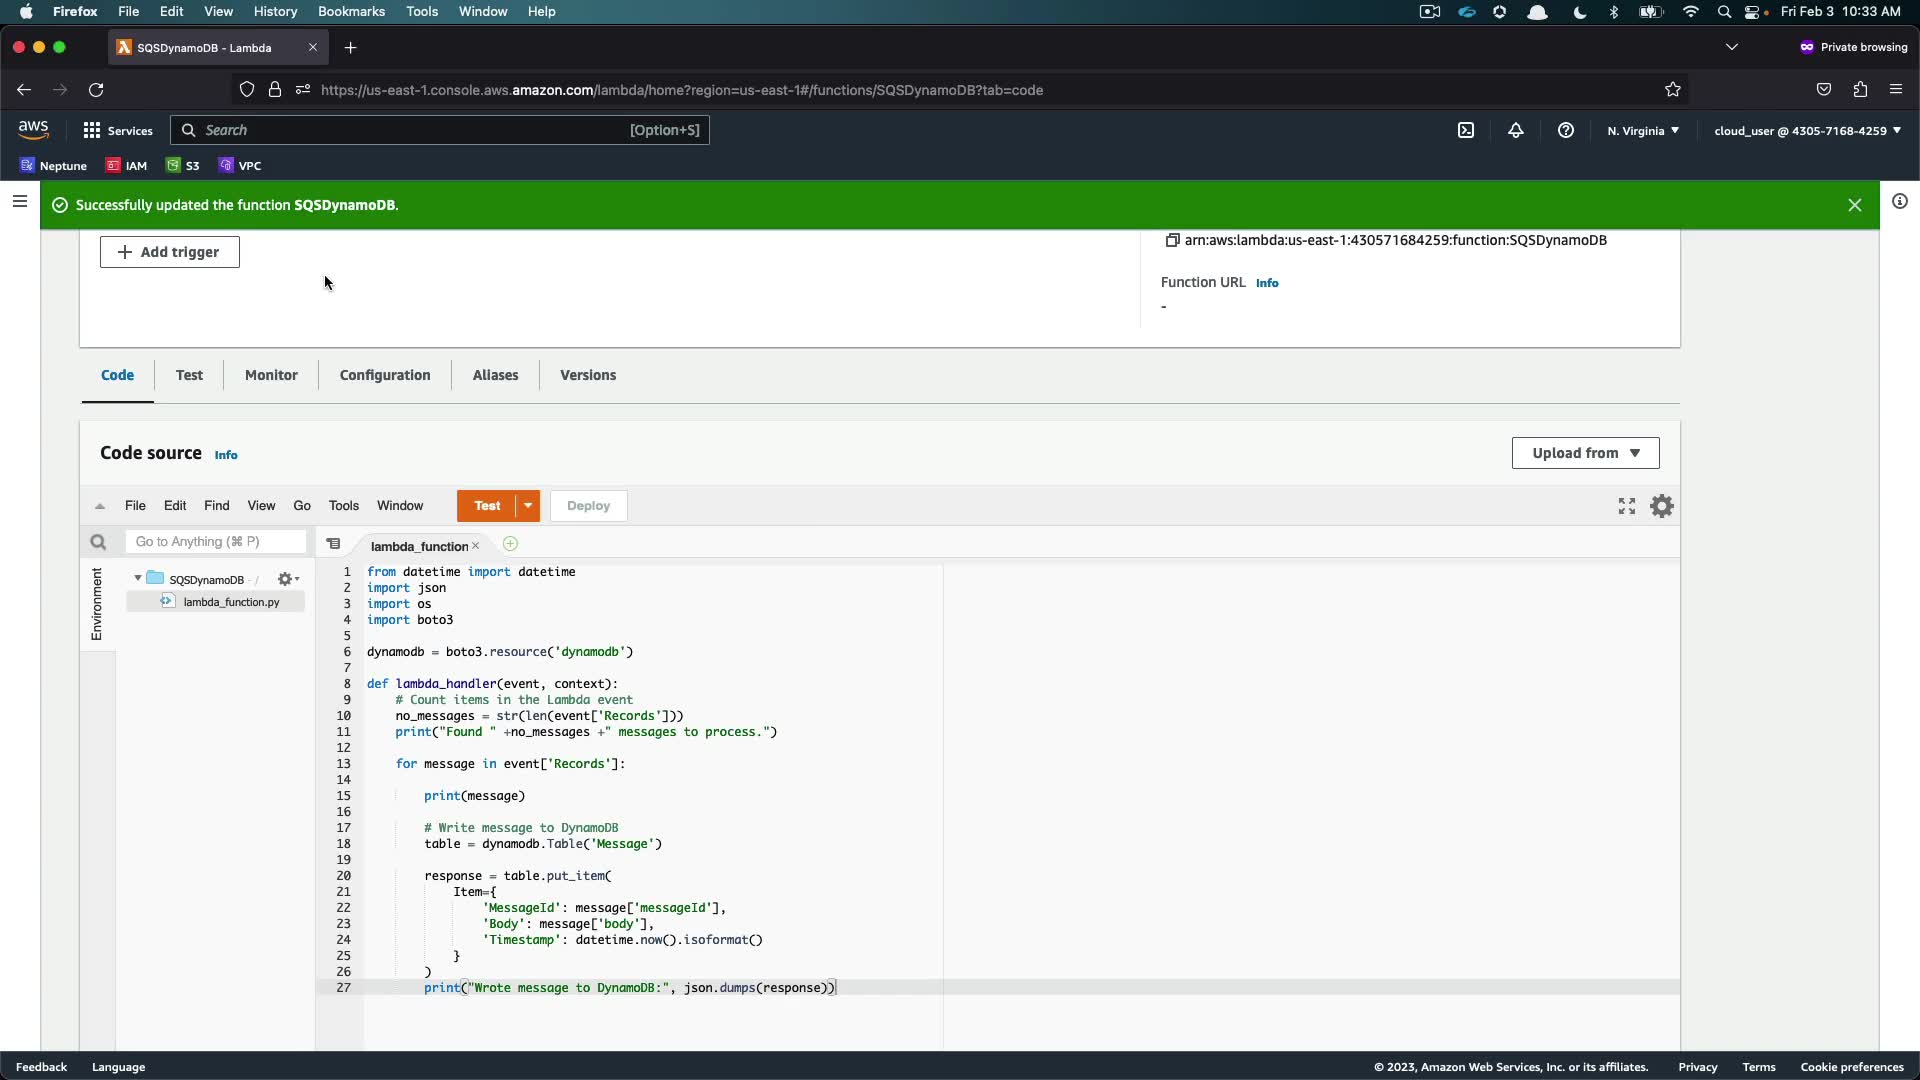 Firefox File Edit View History Bookmarks Tools Window Help Fri Feb 3 10:33 AM
SQSDynamoDB - Lambda Private browsing
https://us-east-1.console.aws.amazon.com/lambda/home?region=us-east-1#/functions/SQSDynamoDB?tab=code
aws Services Search [Option+S] N. Virginia cloud_user @ 4305-7168-4259
Neptune IAM S3 VPC
Successfully updated the function SQSDynamoDB.
Add trigger
arn:aws:lambda:us-east-1:430571684259:function:SQSDynamoDB
Function URL Info
-
Code Test Monitor Configuration Aliases Versions
Code source Info Upload from
File Edit Find View Go Tools Window Test Deploy
Go to Anything (⌘ P) lambda_function
Environment
SQSDynamoDB - /
lambda_function.py
1 from datetime import datetime
2 import json
3 import os
4 import boto3
5
6 dynamodb = boto3.resource('dynamodb')
7
8 def lambda_handler(event, context):
9 # Count items in the Lambda event
10 no_messages = str(len(event['Records']))
11 print("Found " +no_messages +" messages to process.")
12
13 for message in event['Records']:
14
15 print(message)
16
17 # Write message to DynamoDB
18 table = dynamodb.Table('Message')
19
20 response = table.put_item(
21 Item={
22 'MessageId': message['messageId'],
23 'Body': message['body'],
24 'Timestamp': datetime.now().isoformat()
25 }
26 )
27 print("Wrote message to DynamoDB:", json.dumps(response))
Feedback Language © 2023, Amazon Web Services, Inc. or its affiliates. Privacy Terms Cookie preferences